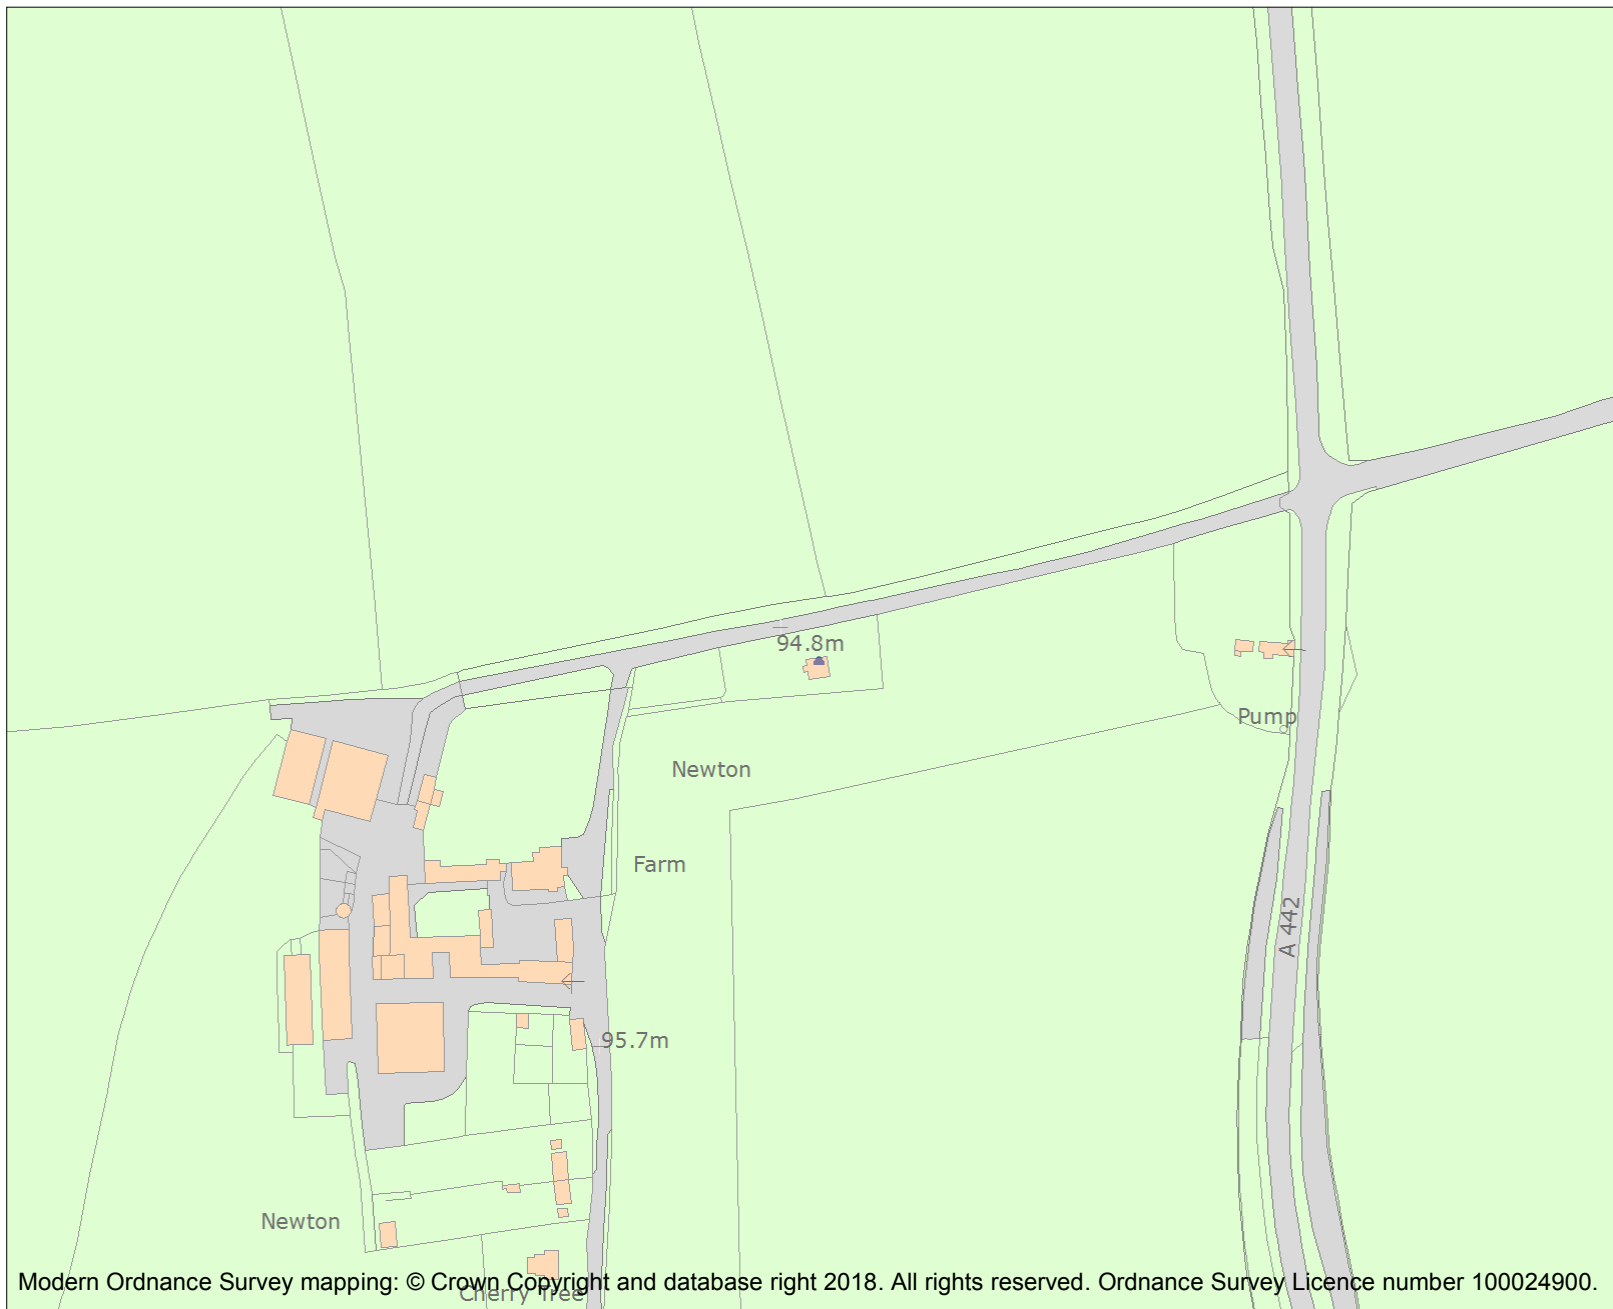 94.8m
Pump
Newton
Farm
A 442
95.7m
Newton
Modern Ordnance Survey mapping: © Crown Copyright and database right 2018. All rights reserved. Ordnance Survey Licence number 100024900.
Cherry Tree